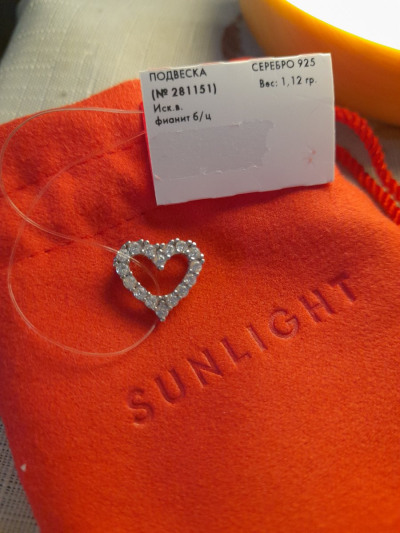 ПОДВЕСКА СЕРЕБРО 925
(№ 281151) Вес: 1,12 гр.
Иск.в.
фианит б/ц
SUNLIGHT